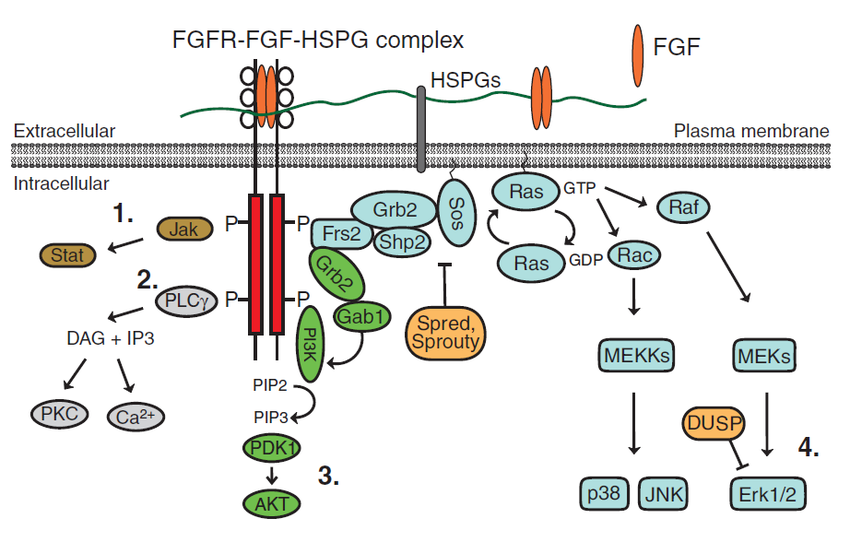 FGFR-FGF-HSPG complex
FGF
HSPGs
Extracellular
Plasma membrane
Intracellular
1.
Jak
Stat
2.
PLCγ
DAG + IP3
PKC
Ca2+
P
P
P
P
Frs2
Grb2
Shp2
Sos
Grb2
Gab1
PI3K
PIP2
PIP3
PDK1
AKT
3.
Spred,
Sprouty
Ras
GTP
Ras
GDP
Raf
Rac
MEKKs
MEKs
DUSP
4.
p38
JNK
Erk1/2